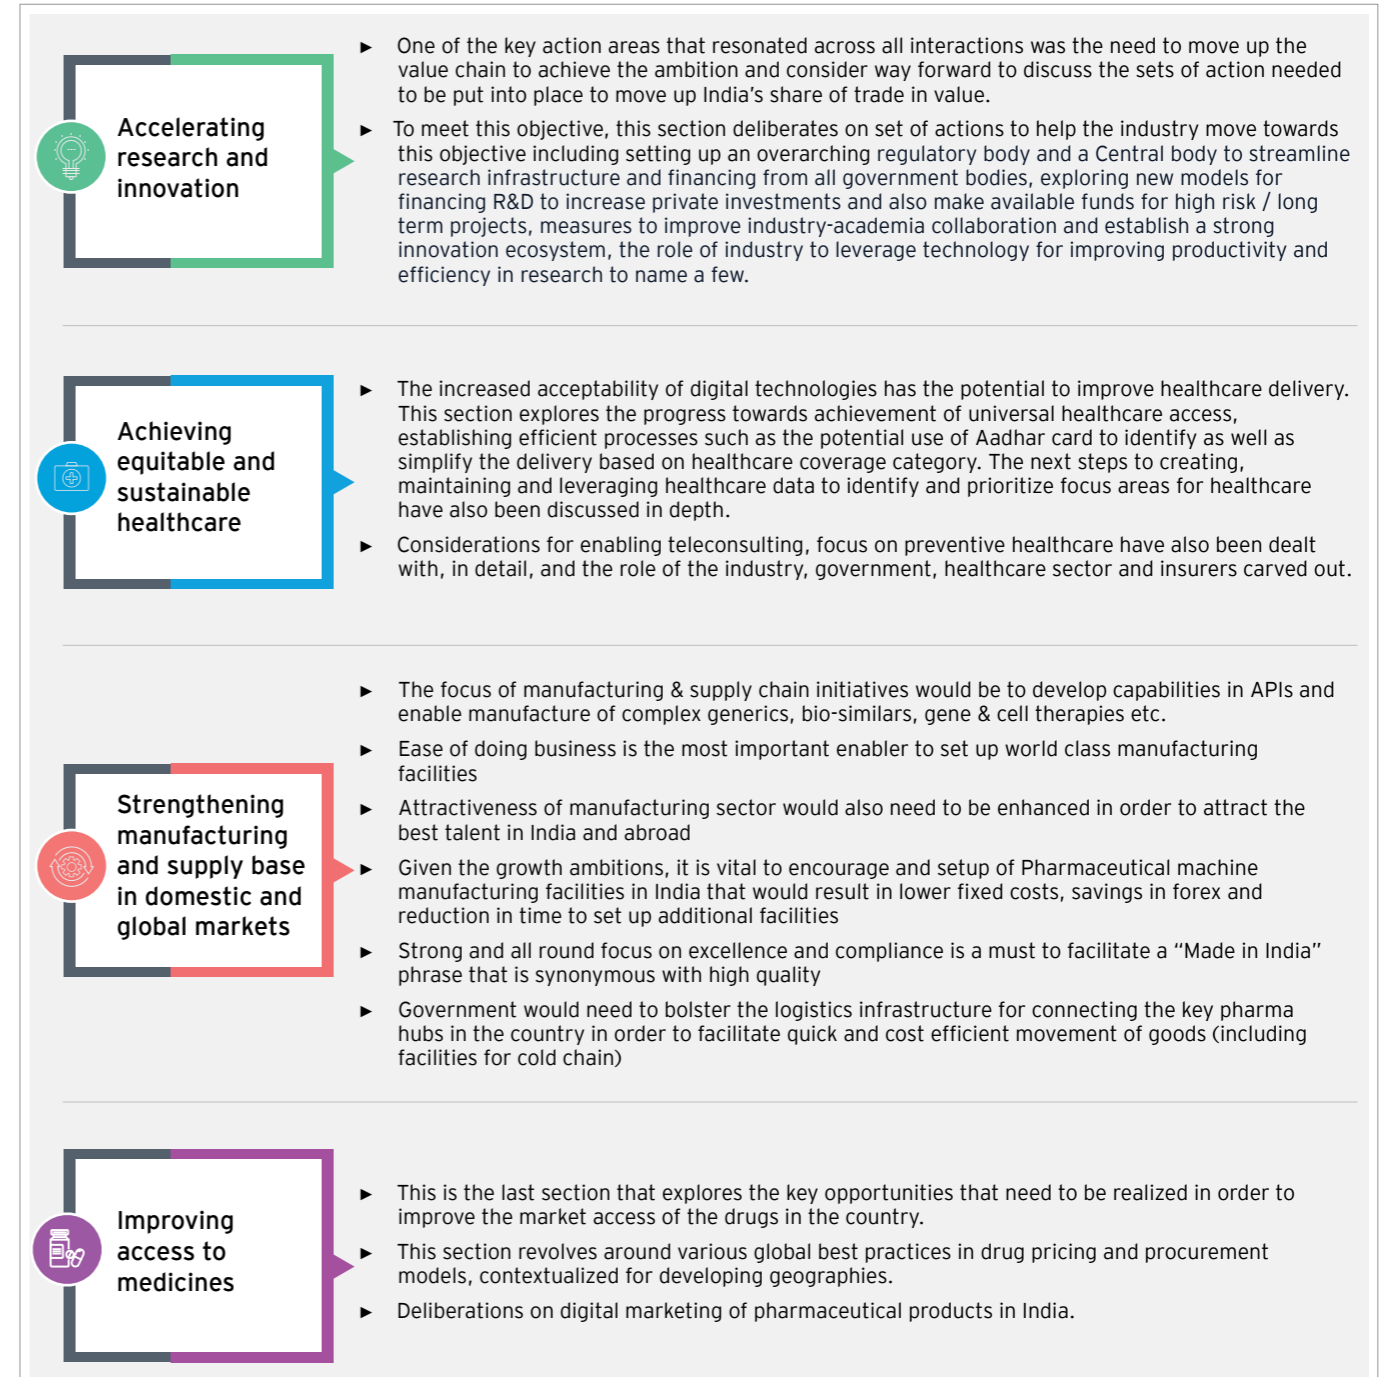 Accelerating
research and
innovation
► One of the key action areas that resonated across all interactions was the need to move up the
value chain to achieve the ambition and consider way forward to discuss the sets of action needed
to be put into place to move up India's share of trade in value.
► To meet this objective, this section deliberates on set of actions to help the industry move towards
this objective including setting up an overarching regulatory body and a Central body to streamline
research infrastructure and financing from all government bodies, exploring new models for
financing R&D to increase private investments and also make available funds for high risk / long
term projects, measures to improve industry-academia collaboration and establish a strong
innovation ecosystem, the role of industry to leverage technology for improving productivity and
efficiency in research to name a few.
Achieving
equitable and
sustainable
healthcare
► The increased acceptability of digital technologies has the potential to improve healthcare delivery.
This section explores the progress towards achievement of universal healthcare access,
establishing efficient processes such as the potential use of Aadhar card to identify as well as
simplify the delivery based on healthcare coverage category. The next steps to creating,
maintaining and leveraging healthcare data to identify and prioritize focus areas for healthcare
have also been discussed in depth.
► Considerations for enabling teleconsulting, focus on preventive healthcare have also been dealt
with, in detail, and the role of the industry, government, healthcare sector and insurers carved out.
Strengthening
manufacturing
and supply base
in domestic and
global markets
► The focus of manufacturing & supply chain initiatives would be to develop capabilities in APIs and
enable manufacture of complex generics, bio-similars, gene & cell therapies etc.
► Ease of doing business is the most important enabler to set up world class manufacturing
facilities
► Attractiveness of manufacturing sector would also need to be enhanced in order to attract the
best talent in India and abroad
► Given the growth ambitions, it is vital to encourage and setup of Pharmaceutical machine
manufacturing facilities in India that would result in lower fixed costs, savings in forex and
reduction in time to set up additional facilities
► Strong and all round focus on excellence and compliance is a must to facilitate a “Made in India”
phrase that is synonymous with high quality
► Government would need to bolster the logistics infrastructure for connecting the key pharma
hubs in the country in order to facilitate quick and cost efficient movement of goods (including
facilities for cold chain)
Improving
access to
medicines
► This is the last section that explores the key opportunities that need to be realized in order to
improve the market access of the drugs in the country.
► This section revolves around various global best practices in drug pricing and procurement
models, contextualized for developing geographies.
► Deliberations on digital marketing of pharmaceutical products in India.